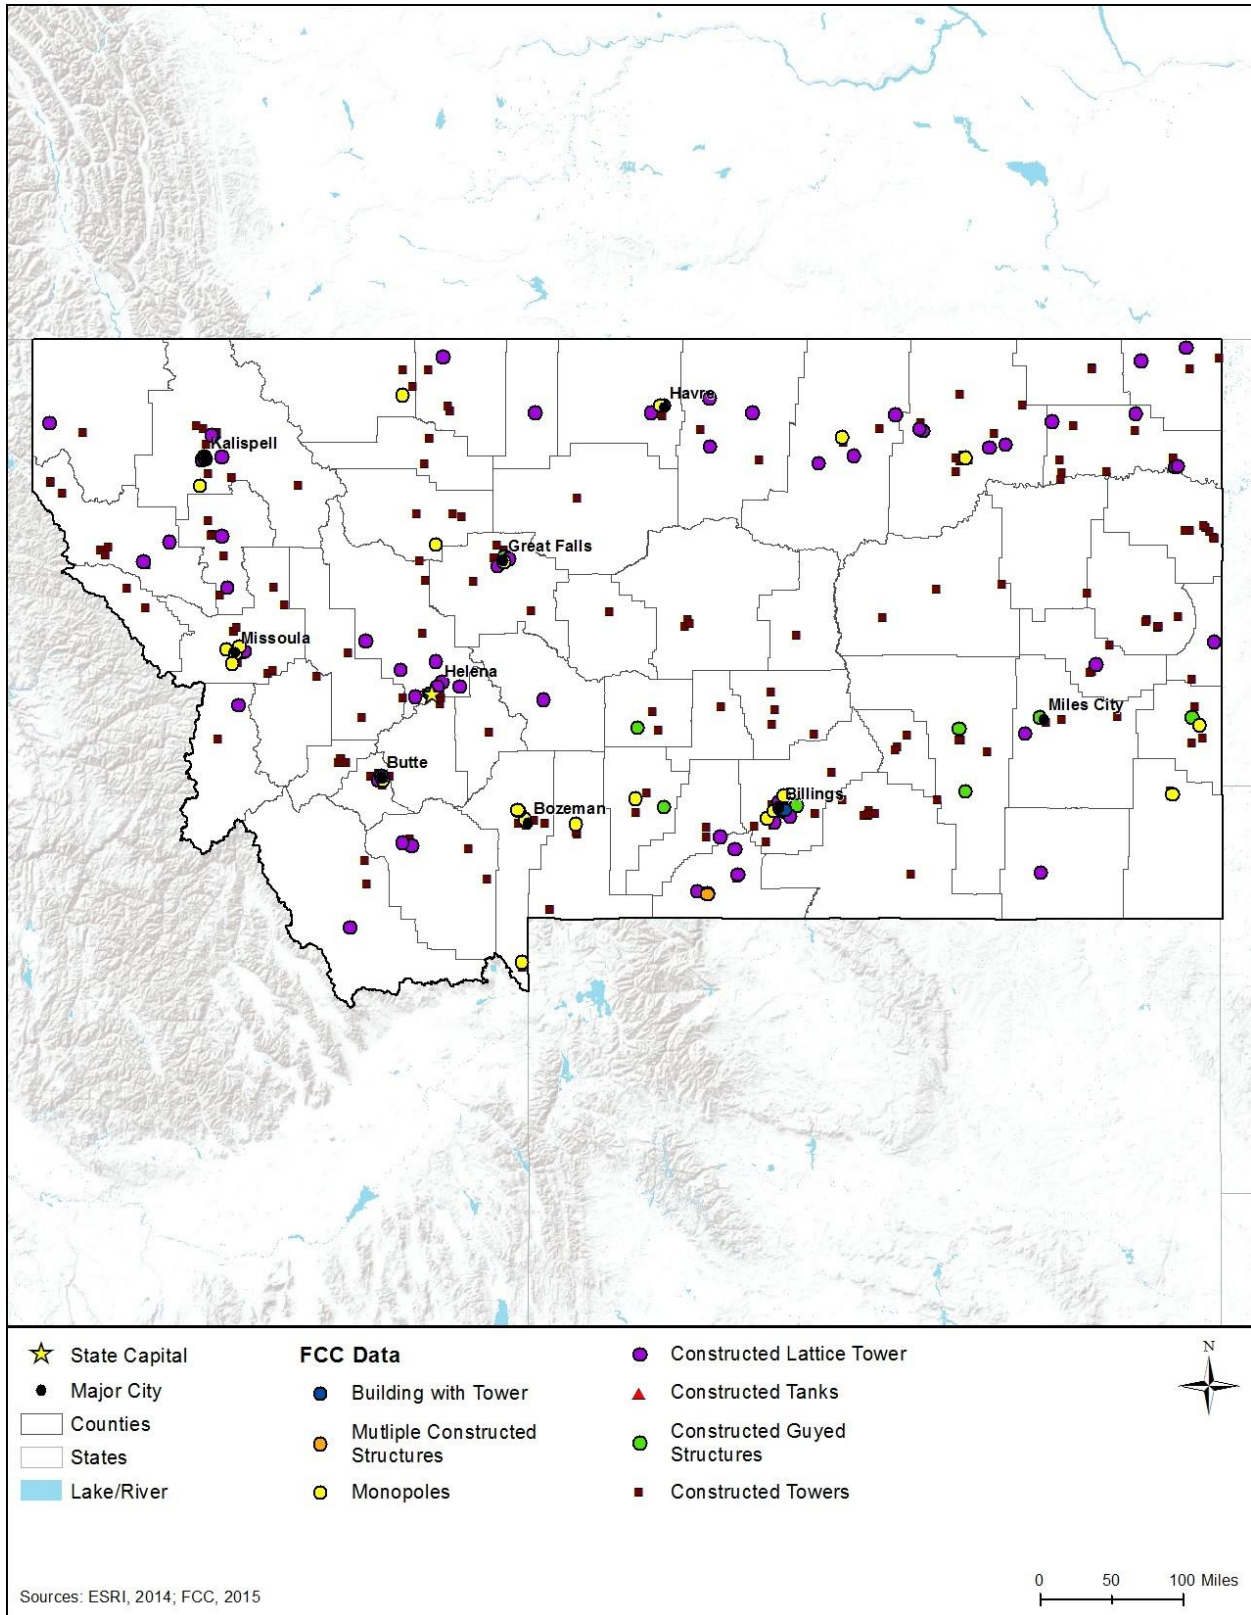 Havre
Kalispell
Great Falls
Missoula
Helena
Miles City
Butte
Billings
Bozeman
State Capital
Major City
Counties
States
Lake/River
FCC Data
Building with Tower
Mutliple Constructed
Structures
Monopoles
Constructed Lattice Tower
Constructed Tanks
Constructed Guyed
Structures
Constructed Towers
N
Sources: ESRI, 2014; FCC, 2015
0 50 100 Miles